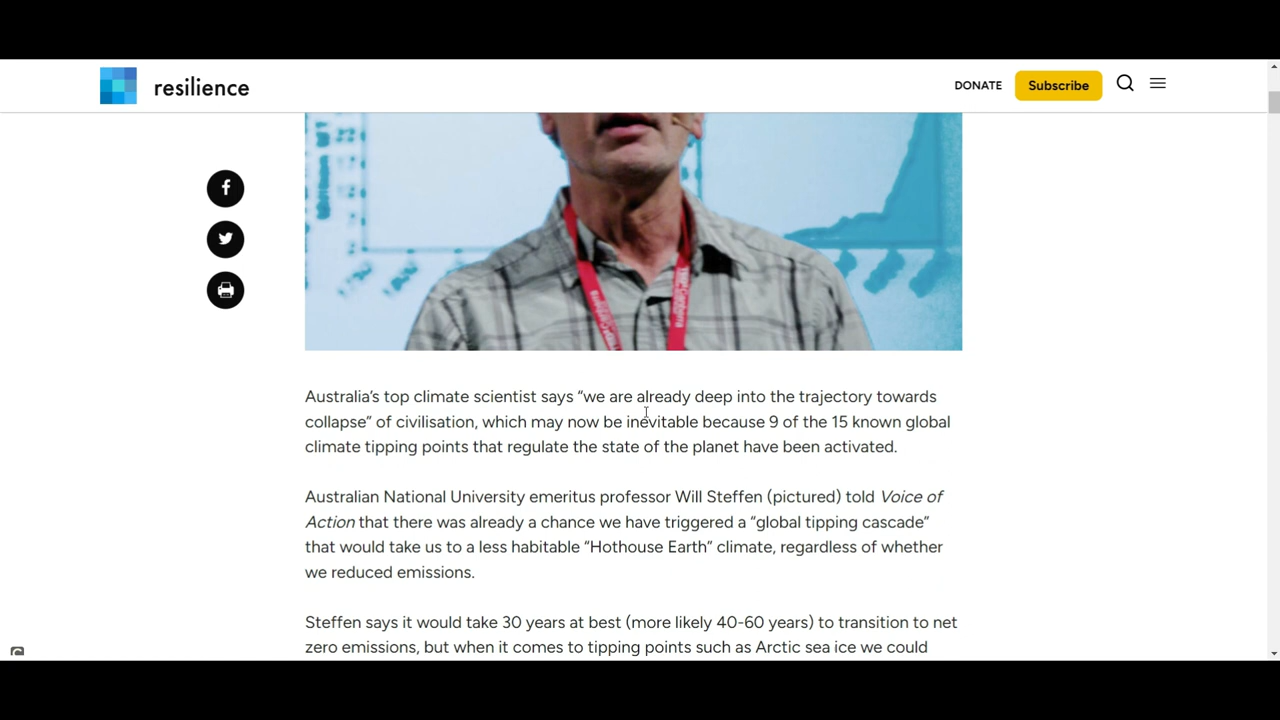 resilience
DONATE
Subscribe
Australia’s top climate scientist says “we are already deep into the trajectory towards
collapse” of civilisation, which may now be inevitable because 9 of the 15 known global
climate tipping points that regulate the state of the planet have been activated.
Australian National University emeritus professor Will Steffen (pictured) told Voice of
Action that there was already a chance we have triggered a “global tipping cascade”
that would take us to a less habitable “Hothouse Earth” climate, regardless of whether
we reduced emissions.
Steffen says it would take 30 years at best (more likely 40-60 years) to transition to net
zero emissions, but when it comes to tipping points such as Arctic sea ice we could